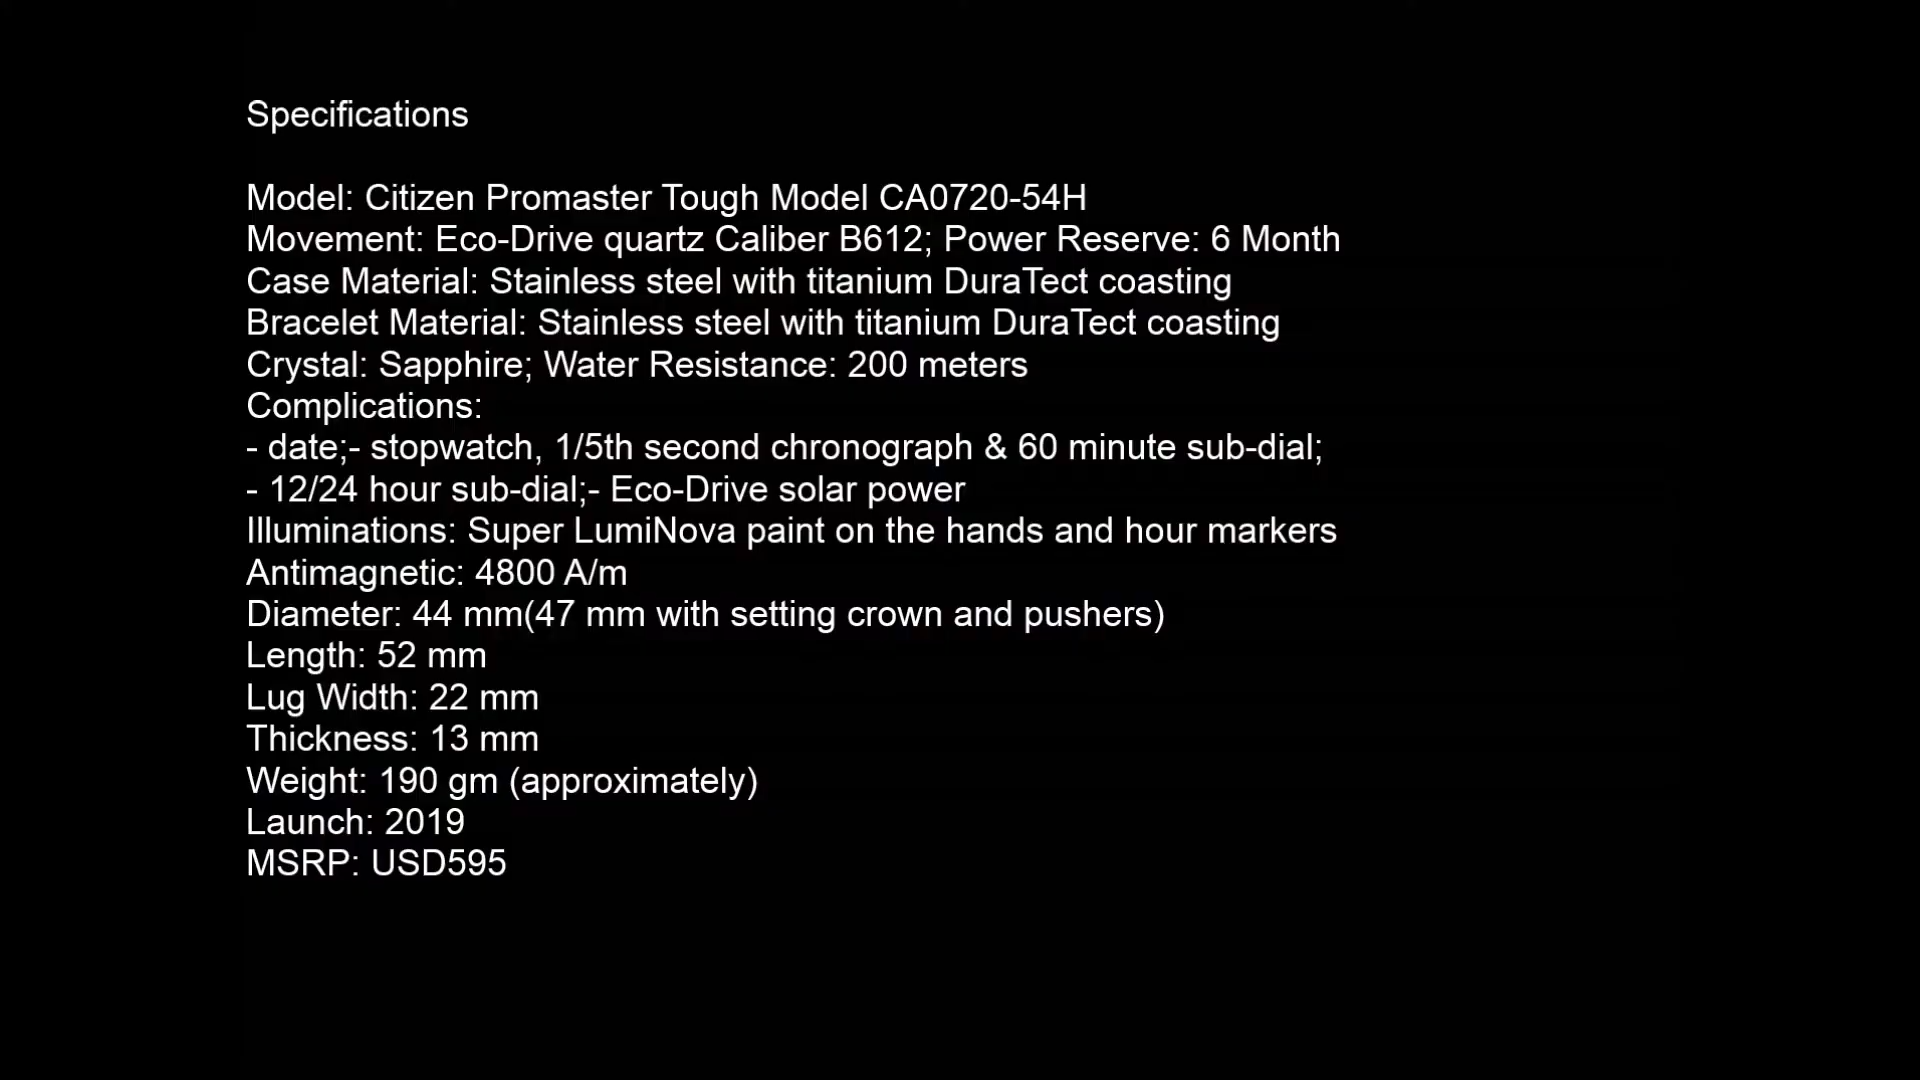 Specifications
Model: Citizen Promaster Tough Model CA0720-54H
Movement: Eco-Drive quartz Caliber B612; Power Reserve: 6 Month
Case Material: Stainless steel with titanium DuraTect coasting
Bracelet Material: Stainless steel with titanium DuraTect coasting
Crystal: Sapphire; Water Resistance: 200 meters
Complications:
- date;- stopwatch, 1/5th second chronograph & 60 minute sub-dial;
- 12/24 hour sub-dial;- Eco-Drive solar power
Illuminations: Super LumiNova paint on the hands and hour markers
Antimagnetic: 4800 A/m
Diameter: 44 mm(47 mm with setting crown and pushers)
Length: 52 mm
Lug Width: 22 mm
Thickness: 13 mm
Weight: 190 gm (approximately)
Launch: 2019
MSRP: USD595